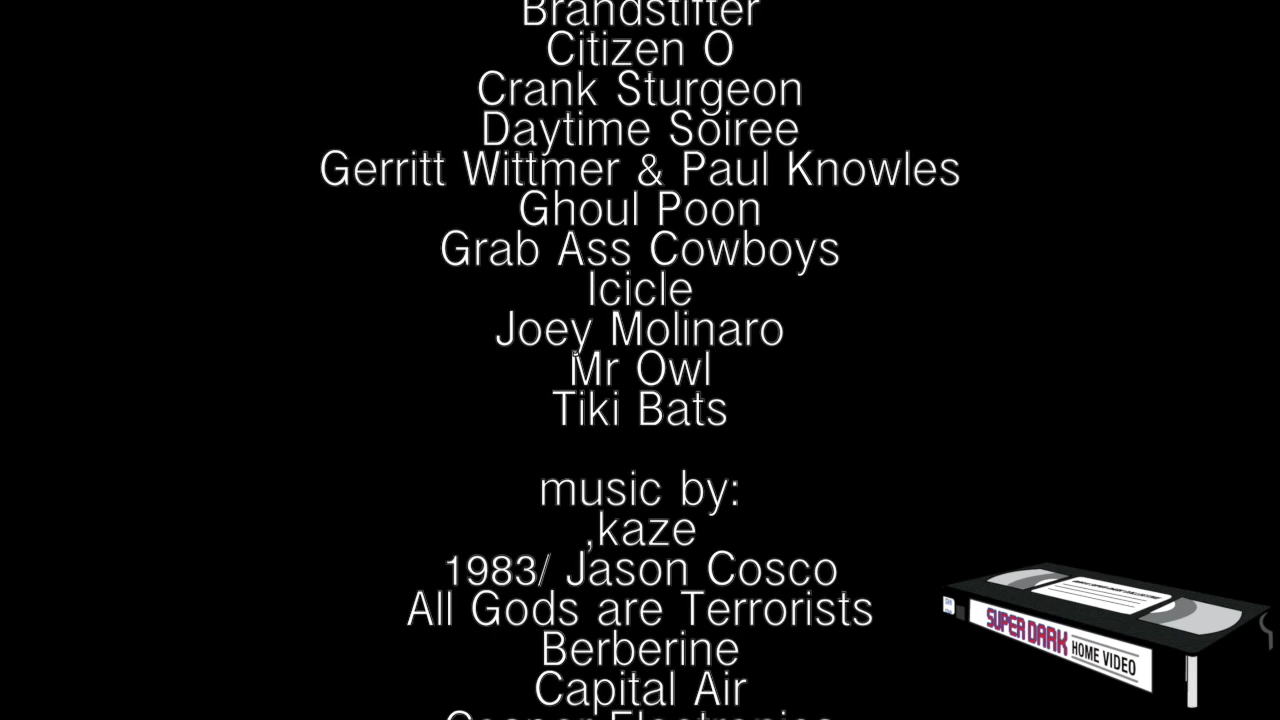 Brandstifter
Citizen O
Crank Sturgeon
Daytime Soiree
Gerritt Wittmer & Paul Knowles
Ghoul Poon
Grab Ass Cowboys
Icicle
Joey Molinaro
Mr Owl
Tiki Bats
music by:
,kaze
1983/ Jason Cosco
All Gods are Terrorists
Berberine
Capital Air
SUPER DARK
HOME VIDEO